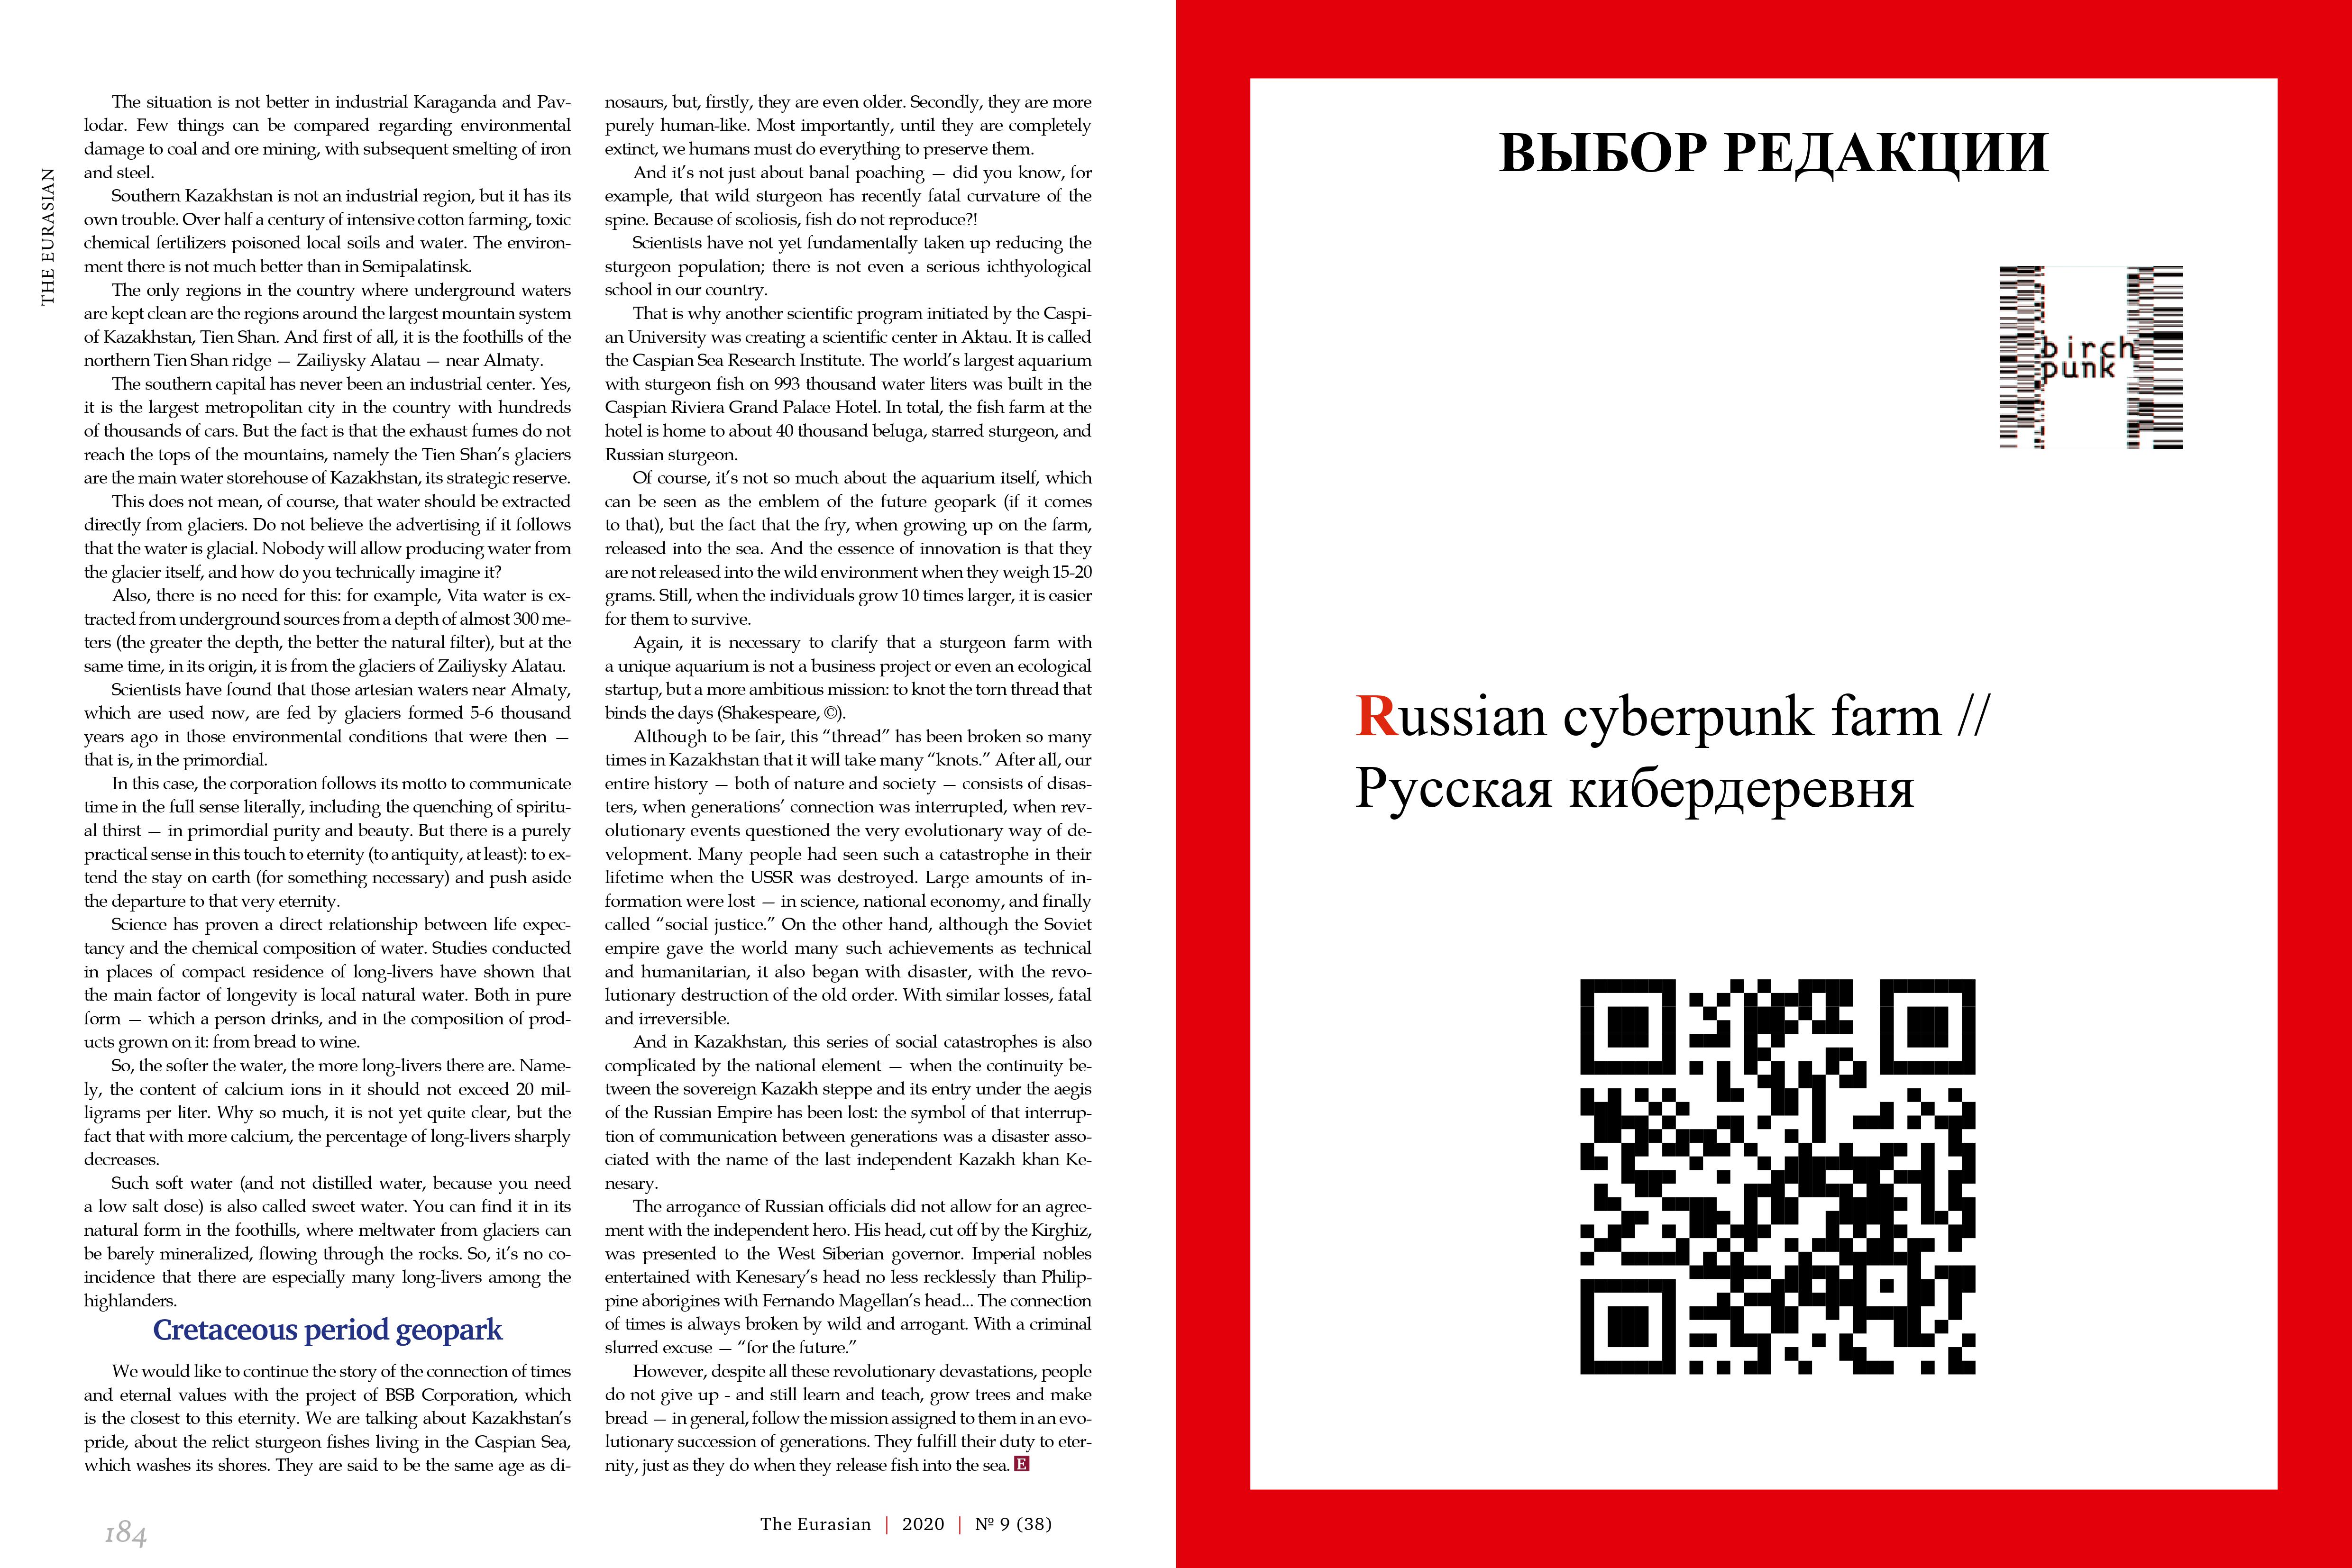 THE EURASIAN
The situation is not better in industrial Karaganda and Pav-
lodar. Few things can be compared regarding environmental
damage to coal and ore mining, with subsequent smelting of iron
and steel.
Southern Kazakhstan is not an industrial region, but it has its
own trouble. Over half a century of intensive cotton farming, toxic
chemical fertilizers poisoned local soils and water. The environ-
ment there is not much better than in Semipalatinsk.
The only regions in the country where underground waters
are kept clean are the regions around the largest mountain system
of Kazakhstan, Tien Shan. And first of all, it is the foothills of the
northern Tien Shan ridge — Zailiysky Alatau — near Almaty.
The southern capital has never been an industrial center. Yes,
it is the largest metropolitan city in the country with hundreds
of thousands of cars. But the fact is that the exhaust fumes do not
reach the tops of the mountains, namely the Tien Shan’s glaciers
are the main water storehouse of Kazakhstan, its strategic reserve.
This does not mean, of course, that water should be extracted
directly from glaciers. Do not believe the advertising if it follows
that the water is glacial. Nobody will allow producing water from
the glacier itself, and how do you technically imagine it?
Also, there is no need for this: for example, Vita water is ex-
tracted from underground sources from a depth of almost 300 me-
ters (the greater the depth, the better the natural filter), but at the
same time, in its origin, it is from the glaciers of Zailiysky Alatau.
Scientists have found that those artesian waters near Almaty,
which are used now, are fed by glaciers formed 5-6 thousand
years ago in those environmental conditions that were then —
that is, in the primordial.
In this case, the corporation follows its motto to communicate
time in the full sense literally, including the quenching of spiritu-
al thirst — in primordial purity and beauty. But there is a purely
practical sense in this touch to eternity (to antiquity, at least): to ex-
tend the stay on earth (for something necessary) and push aside
the departure to that very eternity.
Science has proven a direct relationship between life expec-
tancy and the chemical composition of water. Studies conducted
in places of compact residence of long-livers have shown that
the main factor of longevity is local natural water. Both in pure
form — which a person drinks, and in the composition of prod-
ucts grown on it: from bread to wine.
So, the softer the water, the more long-livers there are. Name-
ly, the content of calcium ions in it should not exceed 20 mil-
ligrams per liter. Why so much, it is not yet quite clear, but the
fact that with more calcium, the percentage of long-livers sharply
decreases.
Such soft water (and not distilled water, because you need
a low salt dose) is also called sweet water. You can find it in its
natural form in the foothills, where meltwater from glaciers can
be barely mineralized, flowing through the rocks. So, it’s no co-
incidence that there are especially many long-livers among the
highlanders.
Cretaceous period geopark
We would like to continue the story of the connection of times
and eternal values with the project of BSB Corporation, which
is the closest to this eternity. We are talking about Kazakhstan’s
pride, about the relict sturgeon fishes living in the Caspian Sea,
which washes its shores. They are said to be the same age as di-
nosaurs, but, firstly, they are even older. Secondly, they are more
purely human-like. Most importantly, until they are completely
extinct, we humans must do everything to preserve them.
And it’s not just about banal poaching — did you know, for
example, that wild sturgeon has recently fatal curvature of the
spine. Because of scoliosis, fish do not reproduce?!
Scientists have not yet fundamentally taken up reducing the
sturgeon population; there is not even a serious ichthyological
school in our country.
That is why another scientific program initiated by the Caspi-
an University was creating a scientific center in Aktau. It is called
the Caspian Sea Research Institute. The world’s largest aquarium
with sturgeon fish on 993 thousand water liters was built in the
Caspian Riviera Grand Palace Hotel. In total, the fish farm at the
hotel is home to about 40 thousand beluga, starred sturgeon, and
Russian sturgeon.
Of course, it’s not so much about the aquarium itself, which
can be seen as the emblem of the future geopark (if it comes
to that), but the fact that the fry, when growing up on the farm,
released into the sea. And the essence of innovation is that they
are not released into the wild environment when they weigh 15-20
grams. Still, when the individuals grow 10 times larger, it is easier
for them to survive.
Again, it is necessary to clarify that a sturgeon farm with
a unique aquarium is not a business project or even an ecological
startup, but a more ambitious mission: to knot the torn thread that
binds the days (Shakespeare, ©).
Although to be fair, this “thread” has been broken so many
times in Kazakhstan that it will take many “knots.” After all, our
entire history — both of nature and society — consists of disas-
ters, when generations’ connection was interrupted, when rev-
olutionary events questioned the very evolutionary way of de-
velopment. Many people had seen such a catastrophe in their
lifetime when the USSR was destroyed. Large amounts of in-
formation were lost — in science, national economy, and finally
called “social justice.” On the other hand, although the Soviet
empire gave the world many such achievements as technical
and humanitarian, it also began with disaster, with the revo-
lutionary destruction of the old order. With similar losses, fatal
and irreversible.
And in Kazakhstan, this series of social catastrophes is also
complicated by the national element — when the continuity be-
tween the sovereign Kazakh steppe and its entry under the aegis
of the Russian Empire has been lost: the symbol of that interrup-
tion of communication between generations was a disaster asso-
ciated with the name of the last independent Kazakh khan Ke-
nesary.
The arrogance of Russian officials did not allow for an agree-
ment with the independent hero. His head, cut off by the Kirghiz,
was presented to the West Siberian governor. Imperial nobles
entertained with Kenesary’s head no less recklessly than Philip-
pine aborigines with Fernando Magellan’s head... The connection
of times is always broken by wild and arrogant. With a criminal
slurred excuse — “for the future.”
However, despite all these revolutionary devastations, people
do not give up - and still learn and teach, grow trees and make
bread — in general, follow the mission assigned to them in an evo-
lutionary succession of generations. They fulfill their duty to eter-
nity, just as they do when they release fish into the sea. E
184
The Eurasian | 2020 | № 9 (38)
ВЫБОР РЕДАКЦИИ
birch
punk
Russian cyberpunk farm //
Русская кибердеревня